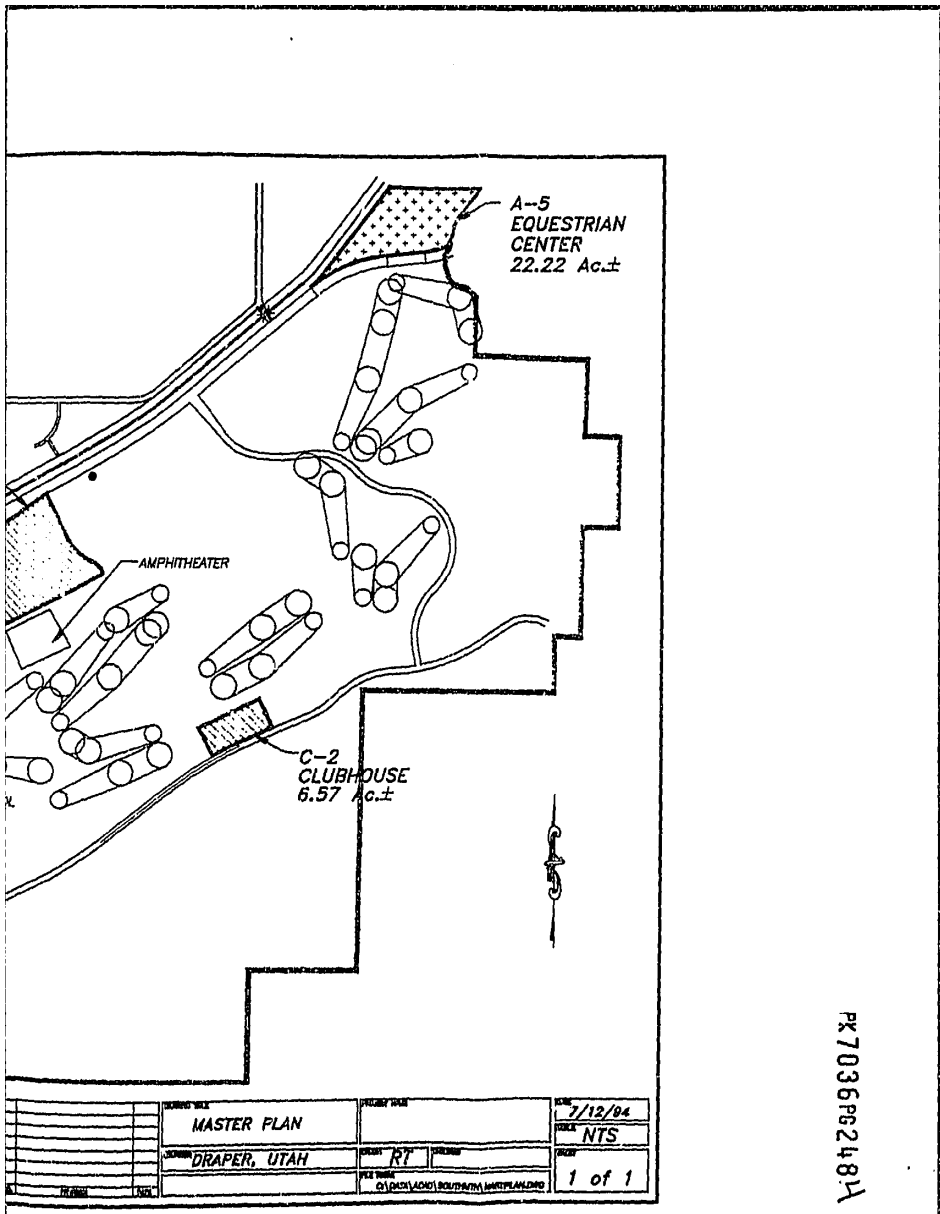 A-5
EQUESTRIAN
CENTER
22.22 Ac.±
AMPHITHEATER
C-2
CLUBHOUSE
6.57 Ac.±
MASTER PLAN
7/12/94
NTS
DRAPER, UTAH
RT
1 of 1